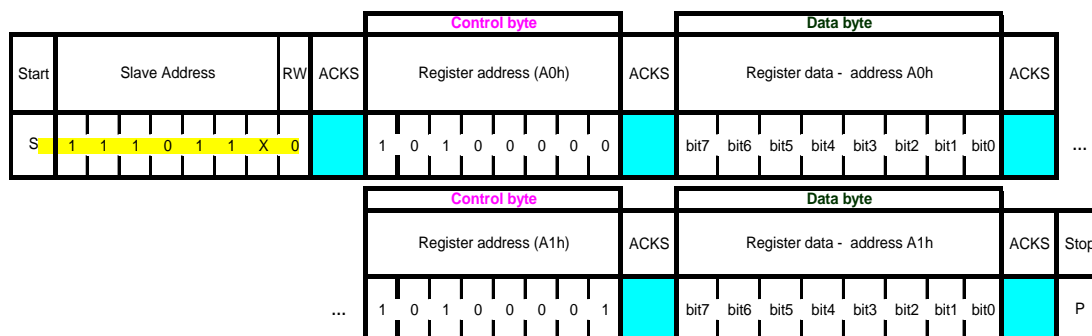 Control byte Data byte
Start Slave Address RW ACKS Register address (A0h) ACKS Register data - address A0h ACKS
S 1 1 1 0 1 1 X 0 1 0 1 0 0 0 0 0 bit7 bit6 bit5 bit4 bit3 bit2 bit1 bit0 ...
Control byte Data byte
Register address (A1h) ACKS Register data - address A1h ACKS Stop
... 1 0 1 0 0 0 0 1 bit7 bit6 bit5 bit4 bit3 bit2 bit1 bit0 P